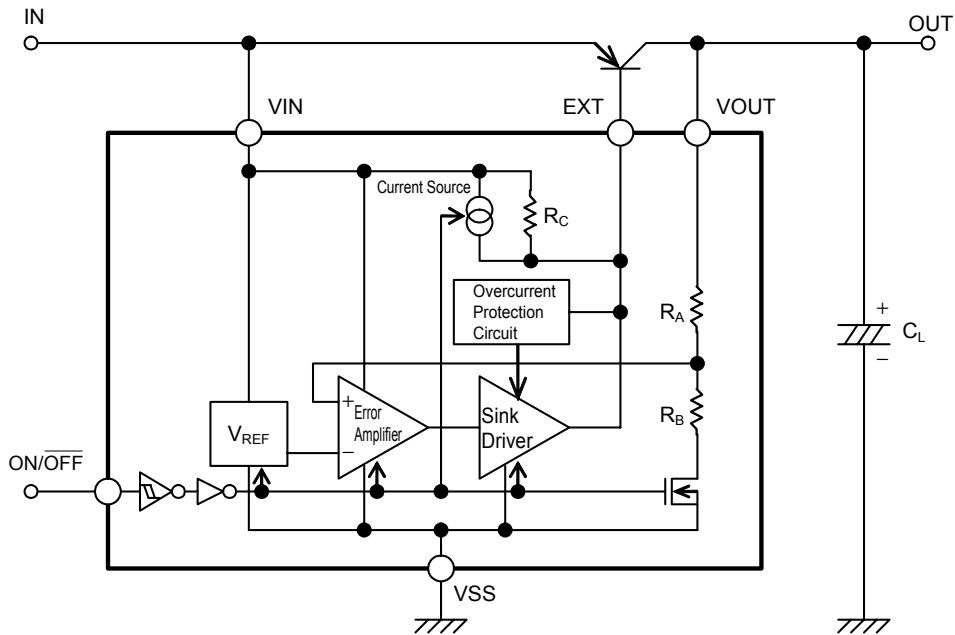 IN
OUT
VIN
EXT
VOUT
Current Source
RC
Overcurrent
Protection
Circuit
RA
+
CL
−
+
Error
Amplifier
−
Sink
Driver
RB
VREF
ON/OFF
VSS